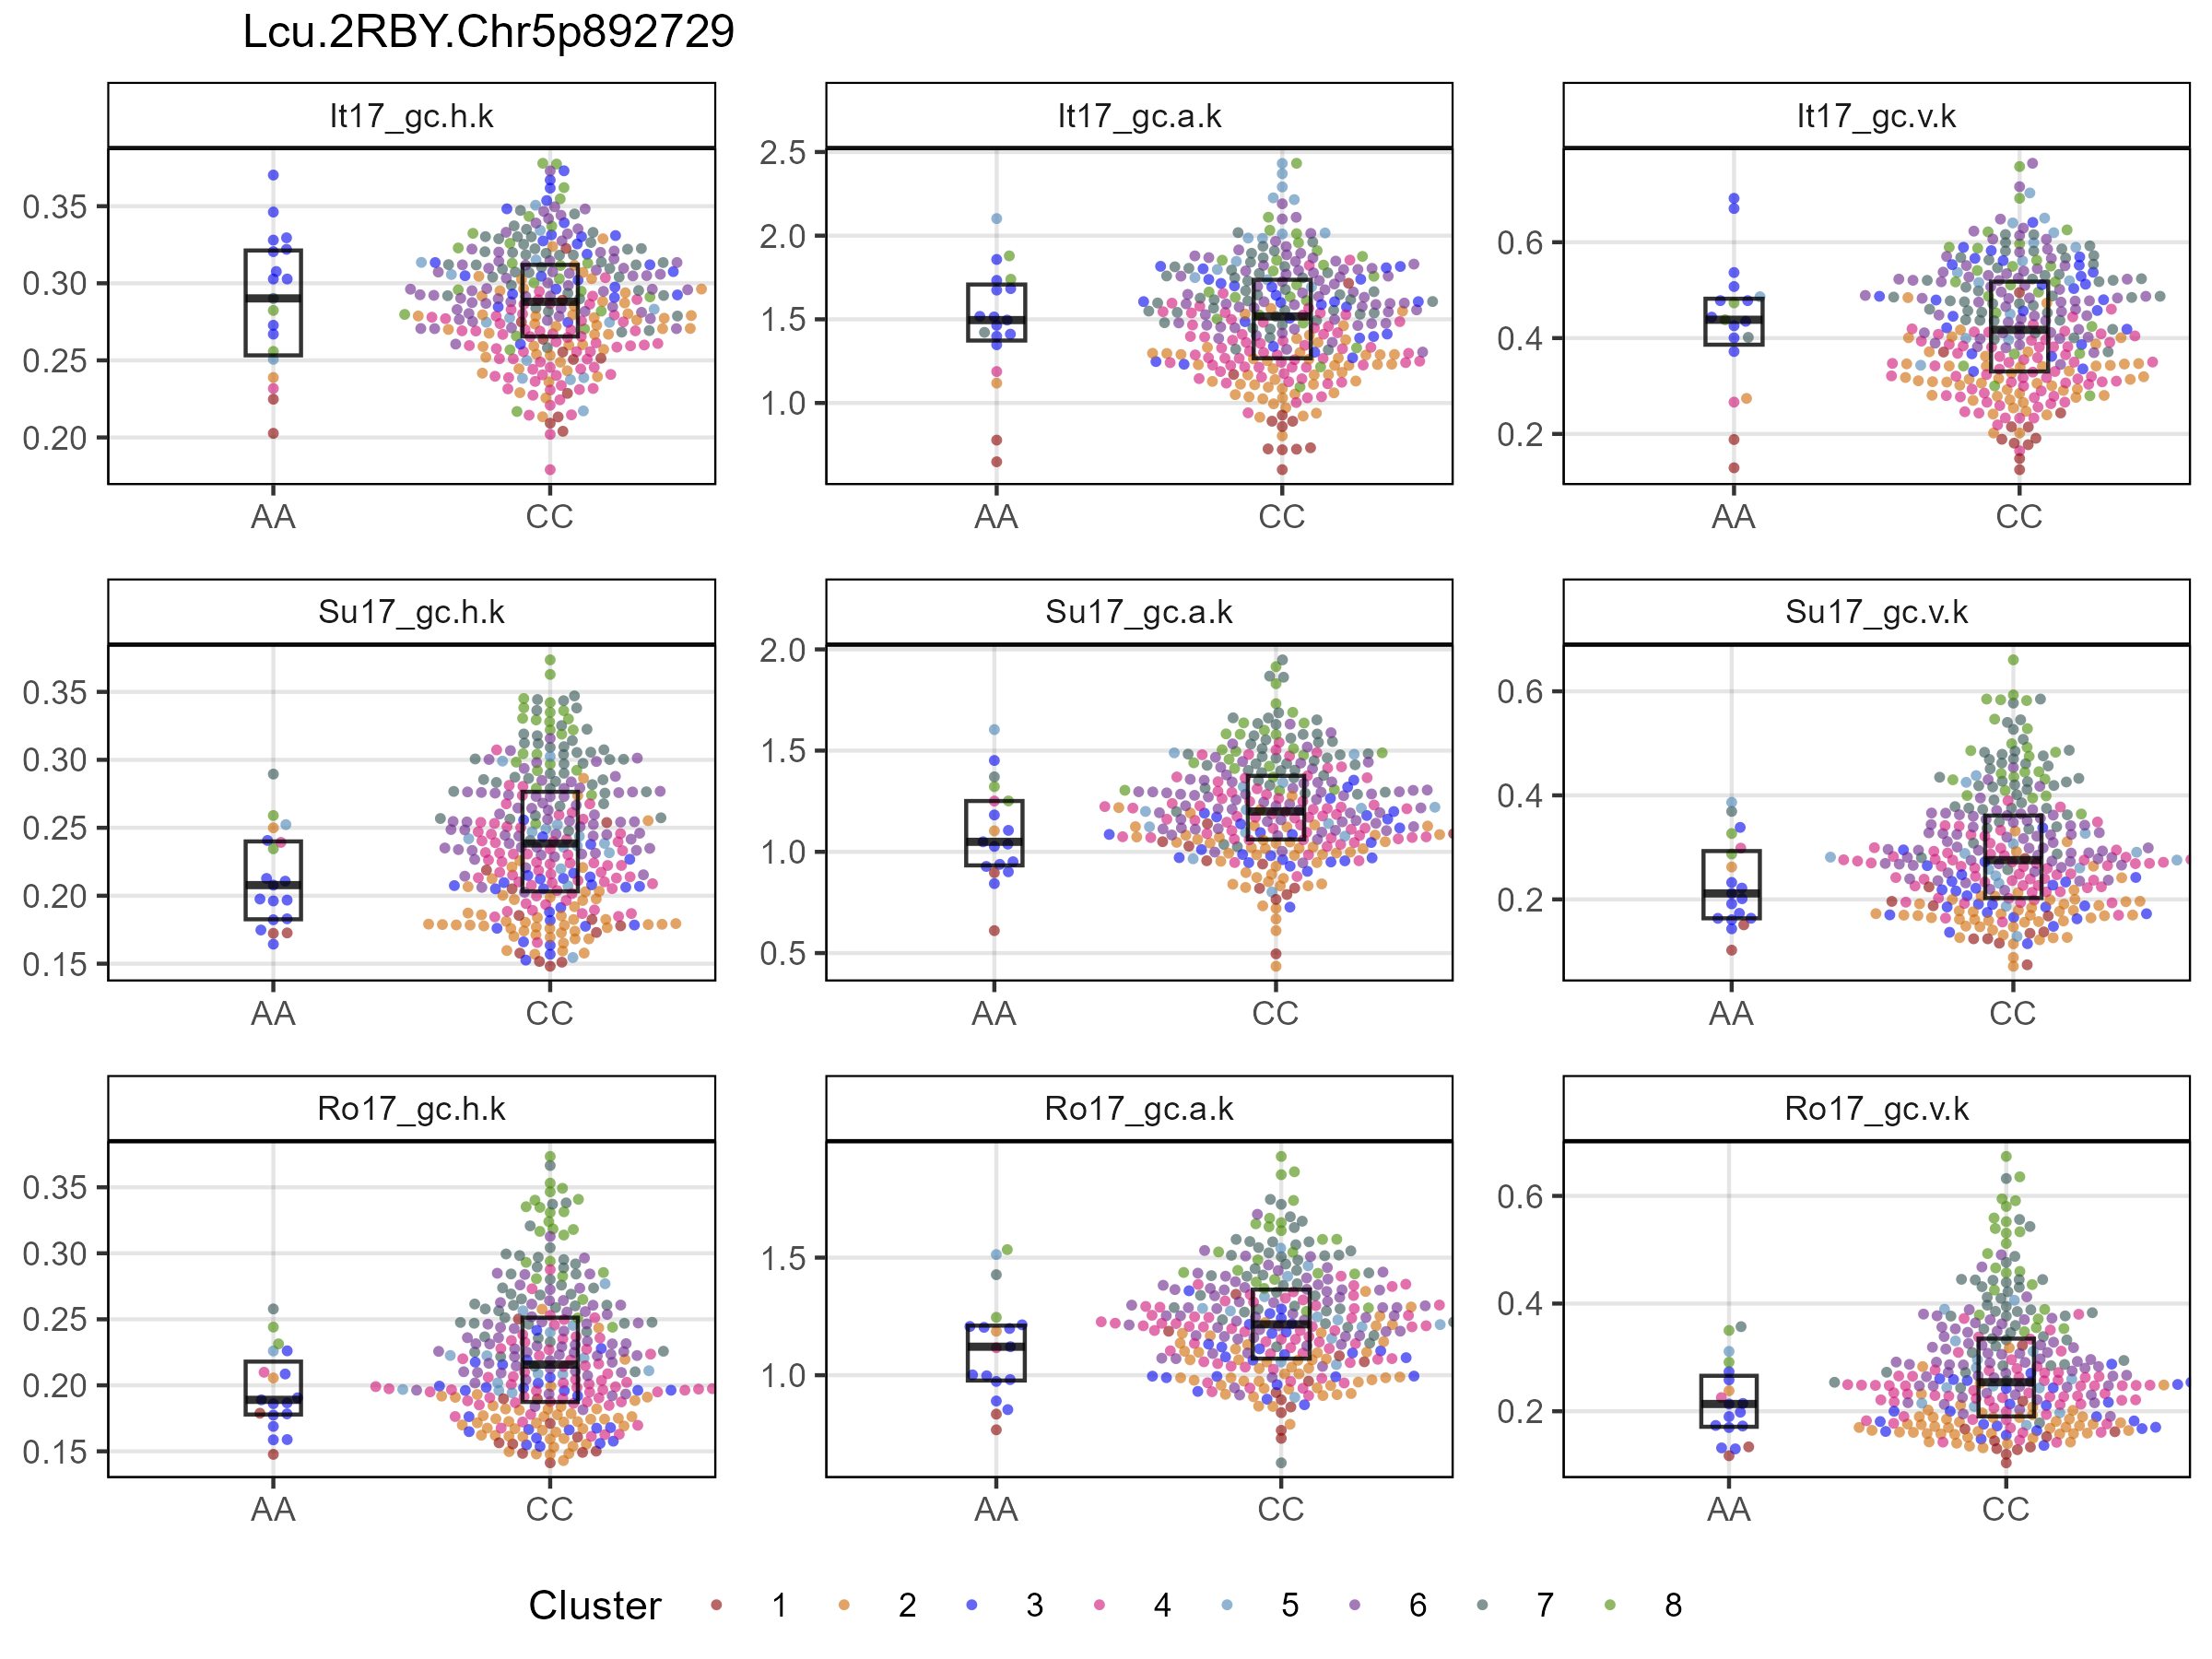 Lcu.2RBY.Chr5p892729
It17_gc.h.k It17_gc.a.k It17_gc.v.k
0.35 0.30 0.25 0.20
2.5 2.0 1.5 1.0
0.6 0.4 0.2
AA CC AA CC AA CC
Su17_gc.h.k Su17_gc.a.k Su17_gc.v.k
0.35 0.30 0.25 0.20 0.15
2.0 1.5 1.0 0.5
0.6 0.4 0.2
AA CC AA CC AA CC
Ro17_gc.h.k Ro17_gc.a.k Ro17_gc.v.k
0.35 0.30 0.25 0.20 0.15
1.5 1.0
0.6 0.4 0.2
AA CC AA CC AA CC
Cluster 1 2 3 4 5 6 7 8